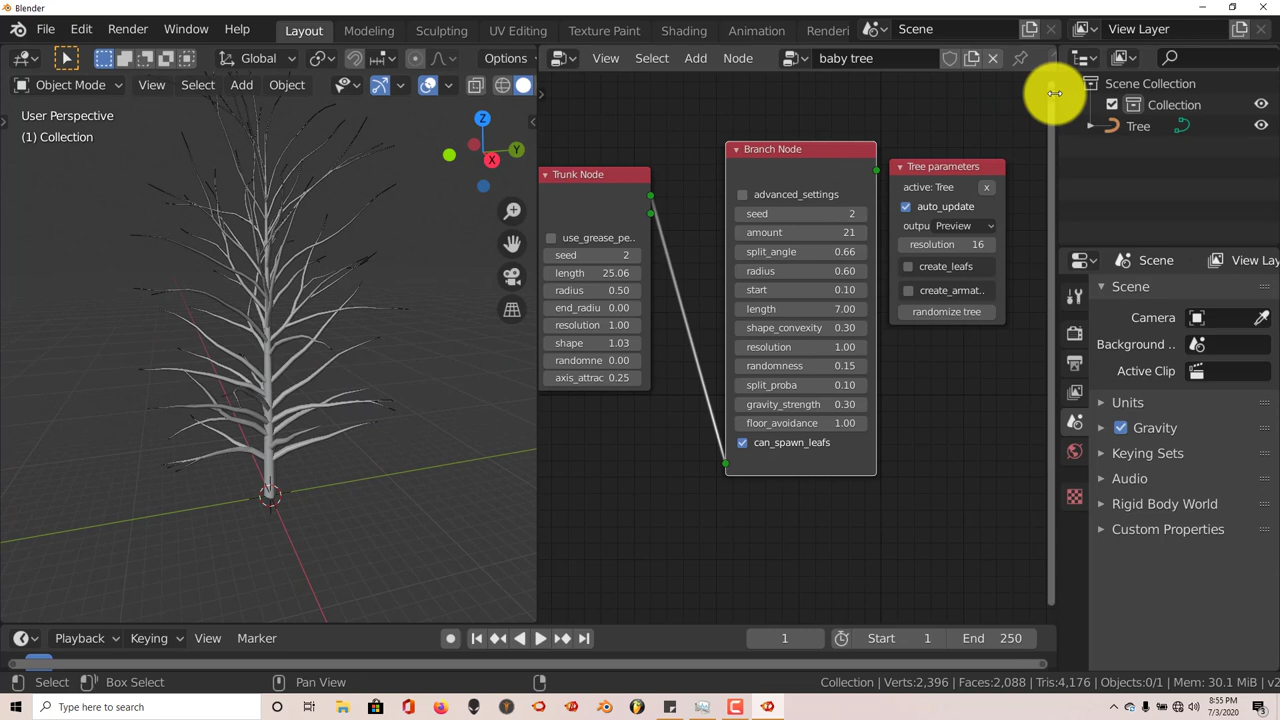 Blender
File Edit Render Window Help Layout Modeling Sculpting UV Editing Texture Paint Shading Animation Renderi Scene View Layer
Global Options View Select Add Node baby tree
Object Mode View Select Add Object
User Perspective
(1) Collection
Z
Y
X
Trunk Node
use_grease_pe..
seed 2
length 25.06
radius 0.50
end_radiu 0.00
resolution 1.00
shape 1.03
randomne 0.00
axis_attrac 0.25
Branch Node
advanced_settings
seed 2
amount 21
split_angle 0.66
radius 0.60
start 0.10
length 7.00
shape_convexity 0.30
resolution 1.00
randomness 0.15
split_proba 0.10
gravity_strength 0.30
floor_avoidance 1.00
can_spawn_leafs
Tree parameters
active: Tree x
auto_update
outpu Preview
resolution 16
create_leafs
create_armat..
randomize tree
Scene Collection
Collection
Tree
Scene View Lay
Scene
Camera
Background ..
Active Clip
Units
Gravity
Keying Sets
Audio
Rigid Body World
Custom Properties
Playback Keying View Marker 1 Start 1 End 250
Select Box Select Pan View Collection | Verts:2,396 | Faces:2,088 | Tris:4,176 | Objects:0/1 | Mem: 30.1 MiB | v2
Type here to search
8:55 PM
7/3/2020